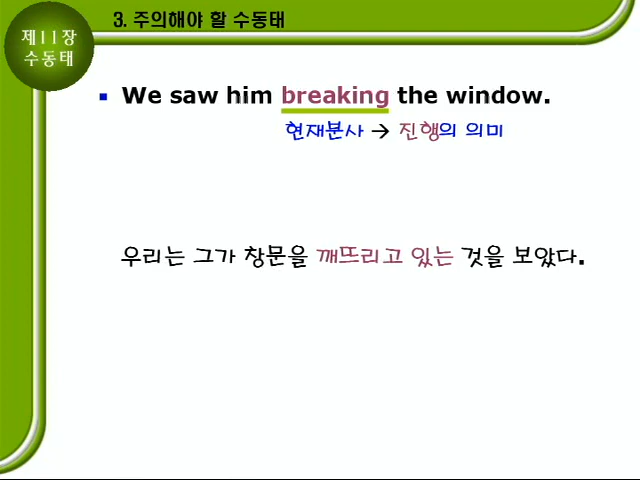 3. 주의해야 할 수동태
제11장
수동태
We saw him breaking the window.
현재분사 → 진행의 의미
우리는 그가 창문을 깨뜨리고 있는 것을 보았다.